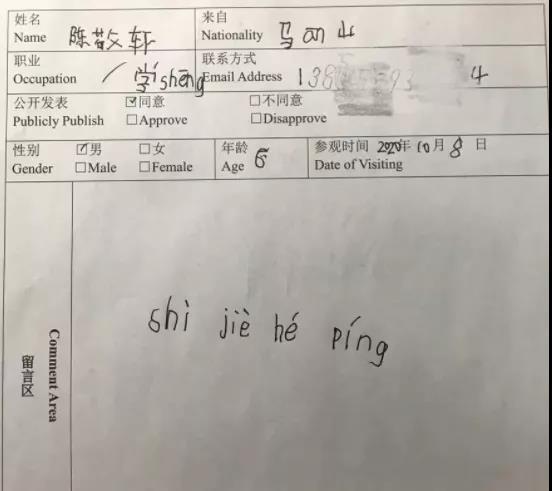 姓名 陈敬轩 来自 马鞍山
Name Nationality
职业 小学shēng 联系方式
Occupation Email Address 138 4
公开发表 ☑同意 □不同意
Publicly Publish □Approve □Disapprove
性别 ☑男 □女 年龄 6 参观时间 2020年10月8日
Gender □Male □Female Age Date of Visiting
shì jiè hé píng
留言区
Comment Area